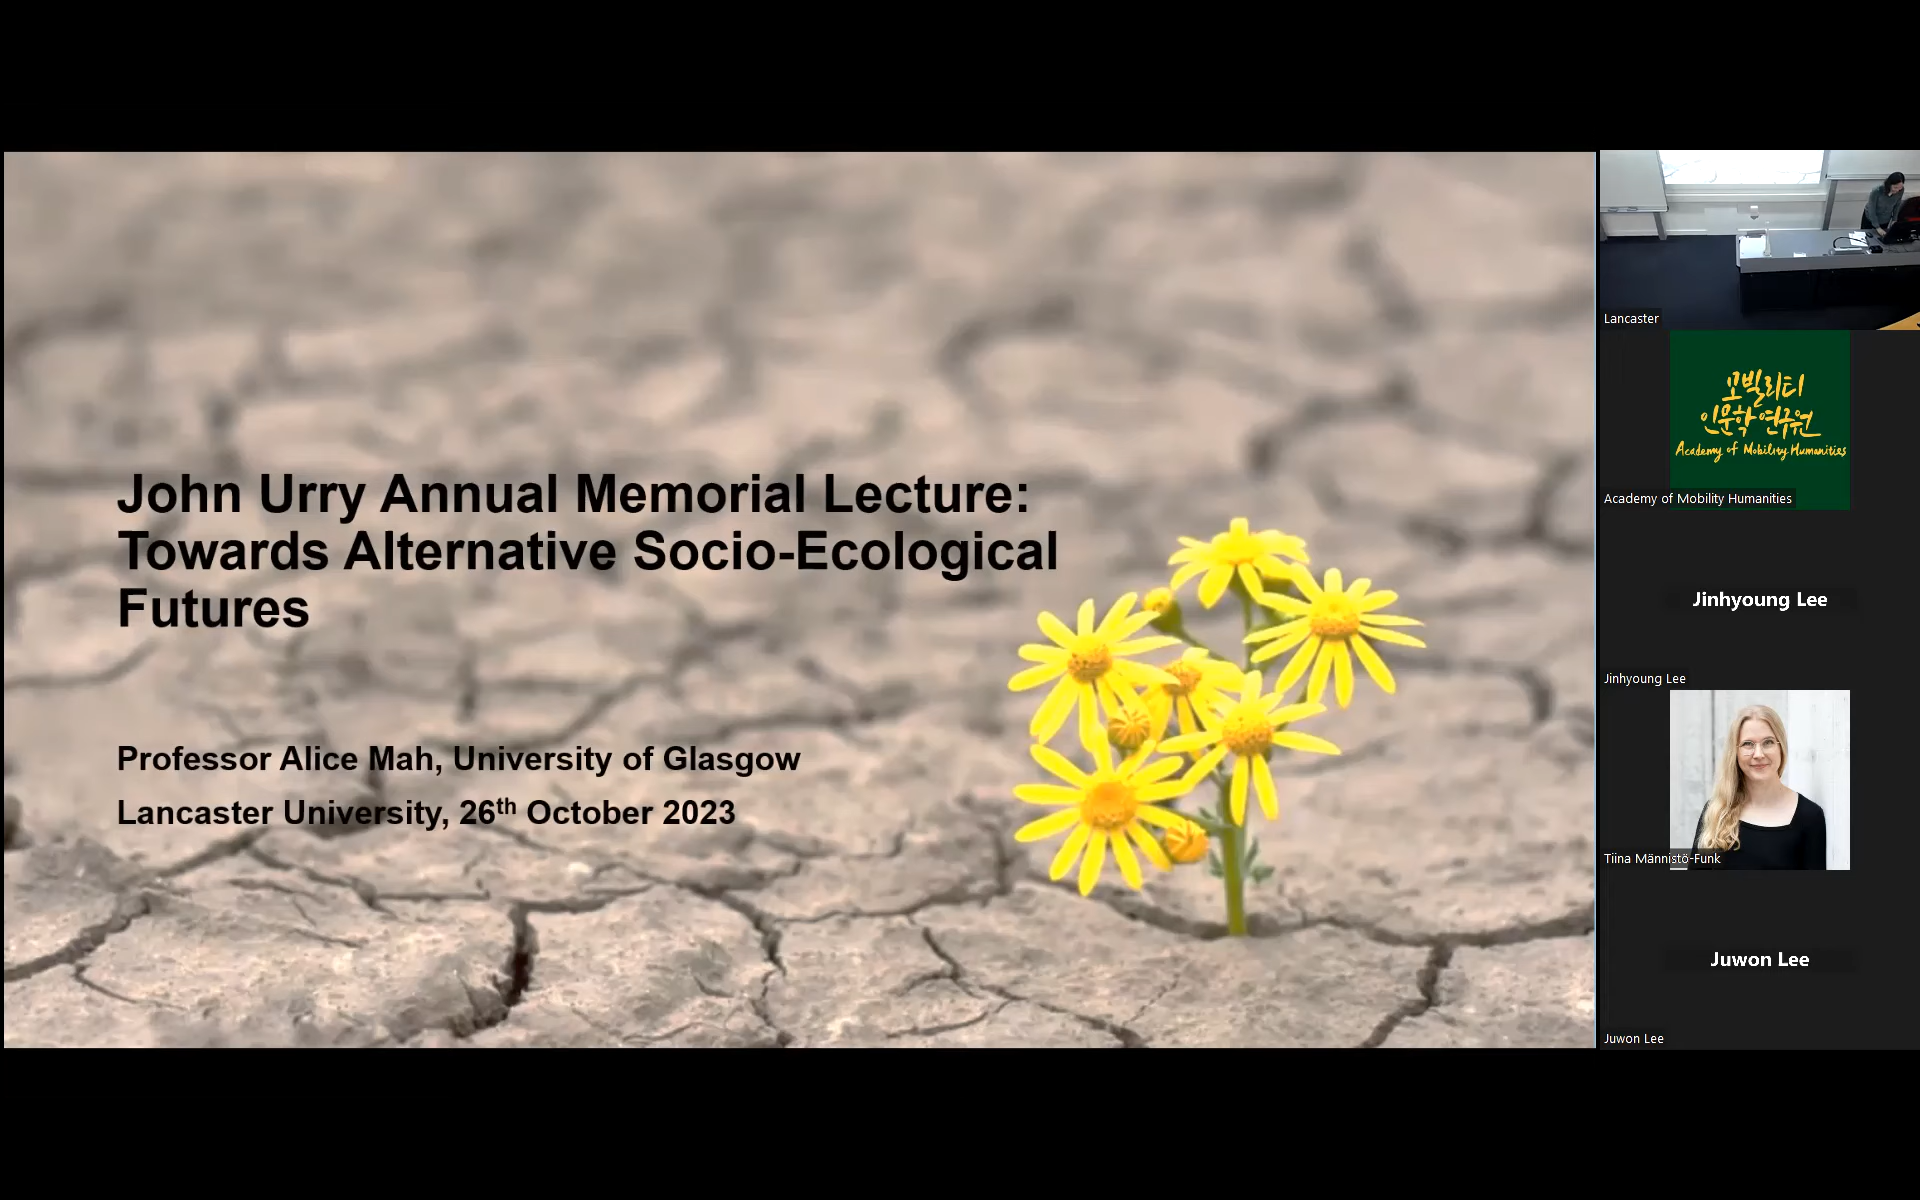 John Urry Annual Memorial Lecture:
Towards Alternative Socio-Ecological
Futures
Professor Alice Mah, University of Glasgow
Lancaster University, 26th October 2023
Lancaster
모빌리티
인문학 연구원
Academy of Mobility Humanities
Academy of Mobility Humanities
Jinhyoung Lee
Jinhyoung Lee
Tiina Männistö-Funk
Juwon Lee
Juwon Lee